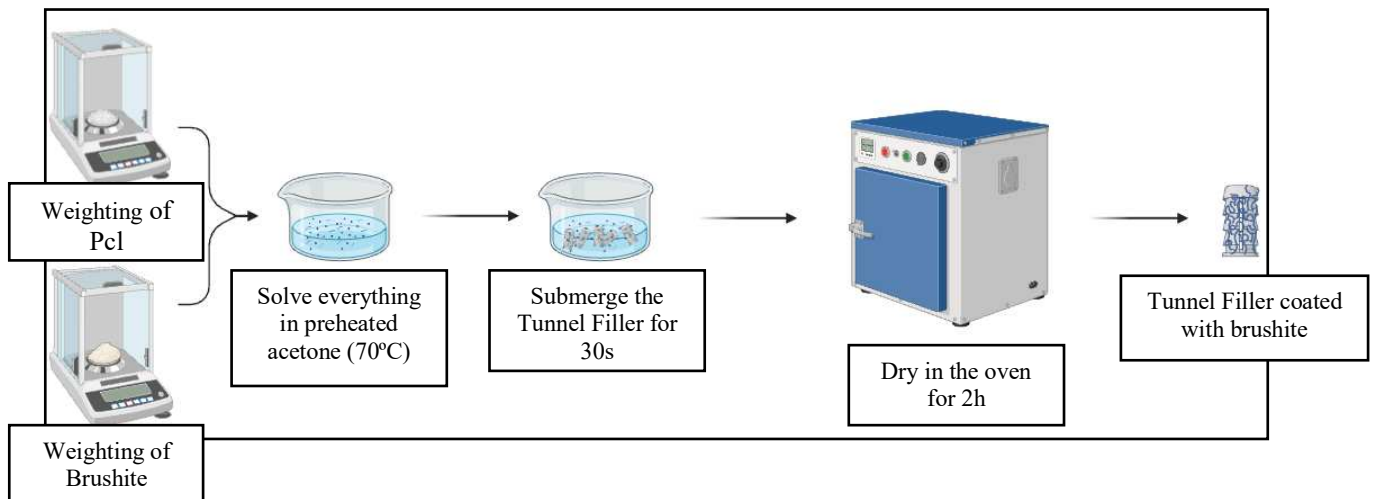 Weighting of
Pcl
Weighting of
Brushite
Solve everything
in preheated
acetone (70ºC)
Submerge the
Tunnel Filler for
30s
Dry in the oven
for 2h
Tunnel Filler coated
with brushite